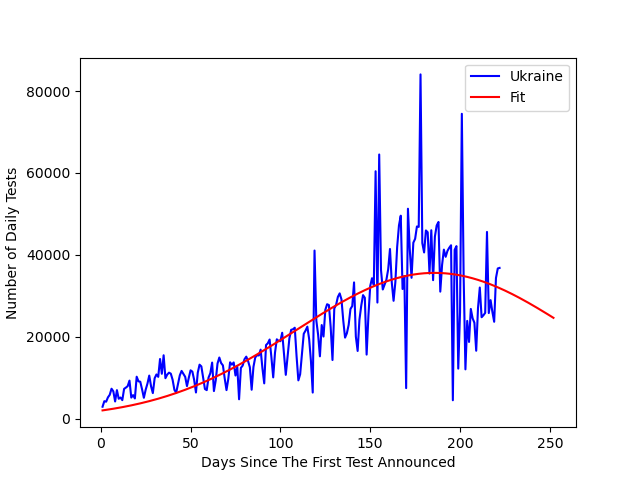 Ukraine
Fit
80000
60000
40000
20000
0
0 50 100 150 200 250
Number of Daily Tests
Days Since The First Test Announced